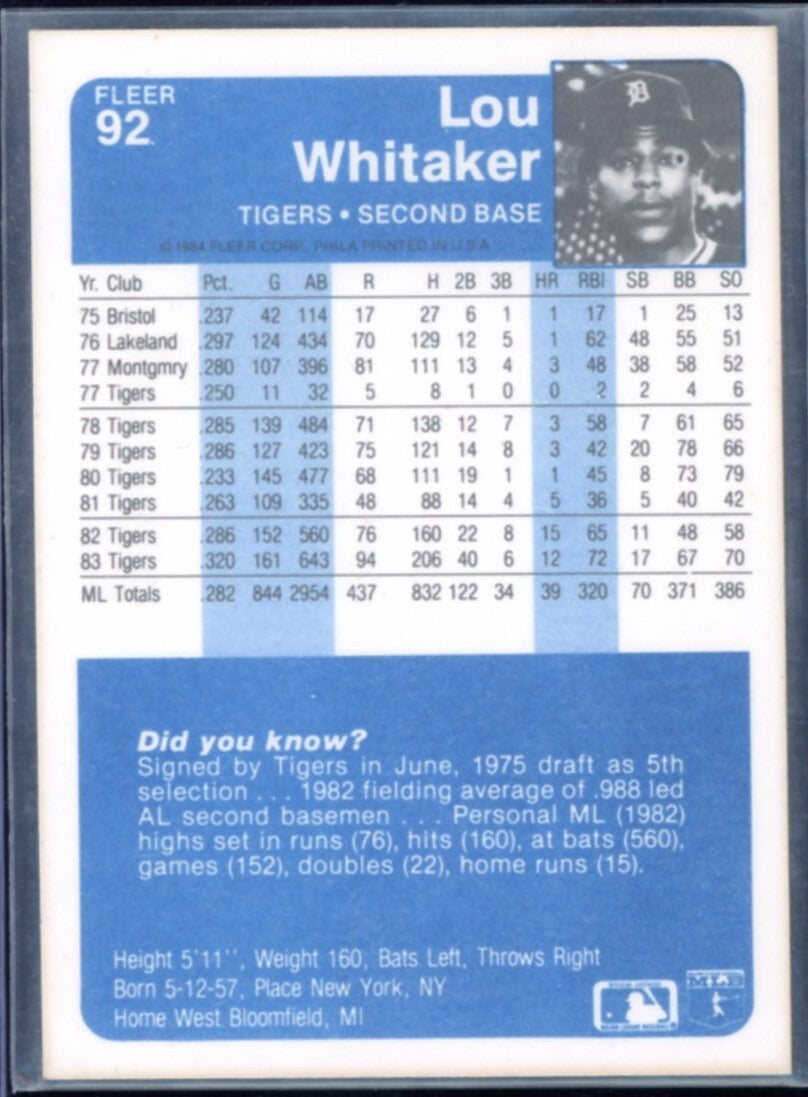 FLEER
92
Lou
Whitaker
TIGERS • SECOND BASE
© 1984 FLEER CORP., PHILA PRINTED IN U.S.A
Yr. Club Pct. G AB R H 2B 3B HR RBI SB BB SO
75 Bristol .237 42 114 17 27 6 1 1 17 1 25 13
76 Lakeland .297 124 434 70 129 12 5 1 62 48 55 51
77 Montgmry .280 107 396 81 111 13 4 3 48 38 58 52
77 Tigers .250 11 32 5 8 1 0 0 2 2 4 6
78 Tigers .285 139 484 71 138 12 7 3 58 7 61 65
79 Tigers .286 127 423 75 121 14 8 3 42 20 78 66
80 Tigers .233 145 477 68 111 19 1 1 45 8 73 79
81 Tigers .263 109 335 48 88 14 4 5 36 5 40 42
82 Tigers .286 152 560 76 160 22 8 15 65 11 48 58
83 Tigers .320 161 643 94 206 40 6 12 72 17 67 70
ML Totals .282 844 2954 437 832 122 34 39 320 70 371 386
Did you know?
Signed by Tigers in June, 1975 draft as 5th
selection . . . 1982 fielding average of .988 led
AL second basemen . . . Personal ML (1982)
highs set in runs (76), hits (160), at bats (560),
games (152), doubles (22), home runs (15).
Height 5'11'', Weight 160, Bats Left, Throws Right
Born 5-12-57, Place New York, NY
Home West Bloomfield, MI